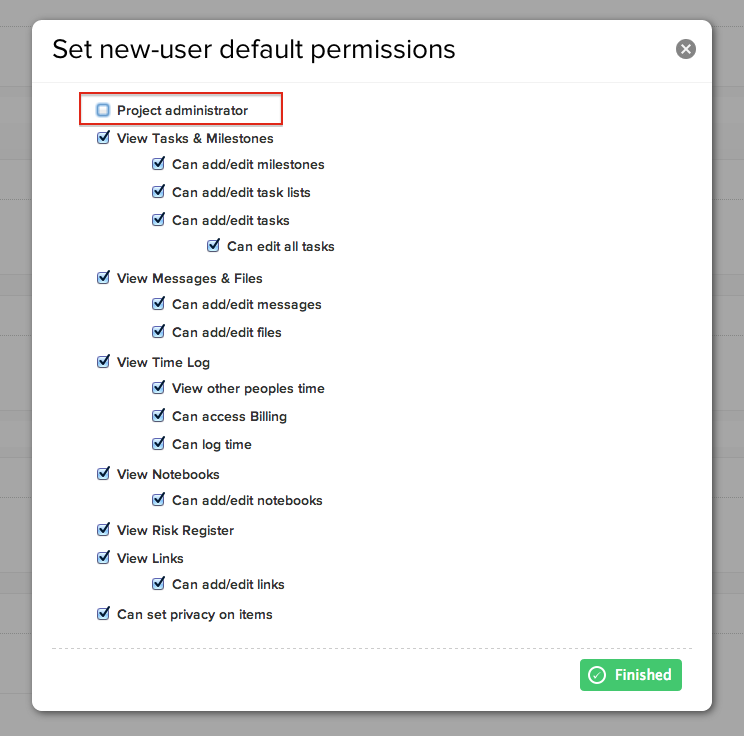 Set new-user default permissions
Project administrator
View Tasks & Milestones
Can add/edit milestones
Can add/edit task lists
Can add/edit tasks
Can edit all tasks
View Messages & Files
Can add/edit messages
Can add/edit files
View Time Log
View other peoples time
Can access Billing
Can log time
View Notebooks
Can add/edit notebooks
View Risk Register
View Links
Can add/edit links
Can set privacy on items
Finished